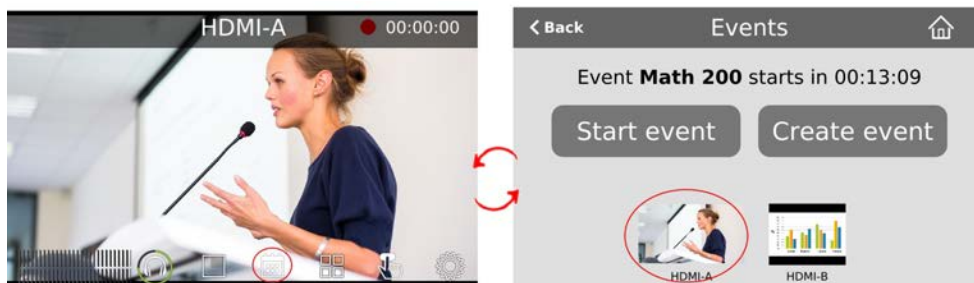 HDMI-A
00:00:00
Back
Events
Event Math 200 starts in 00:13:09
Start event
Create event
HDMI-A
HDMI-B